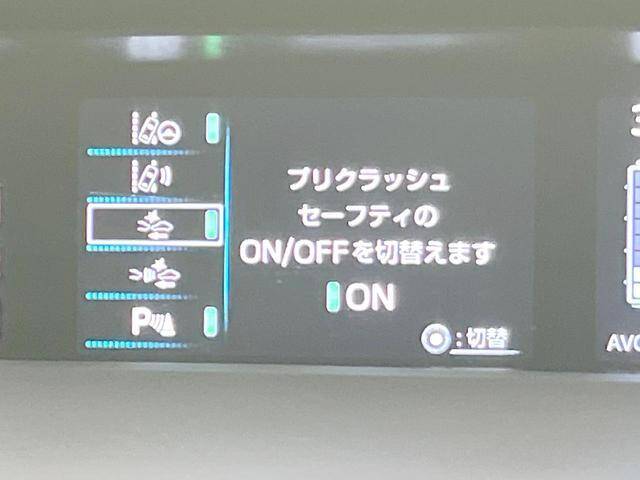 プリクラッシュ
セーフティの
ON/OFFを切替えます
ON
P
:切替